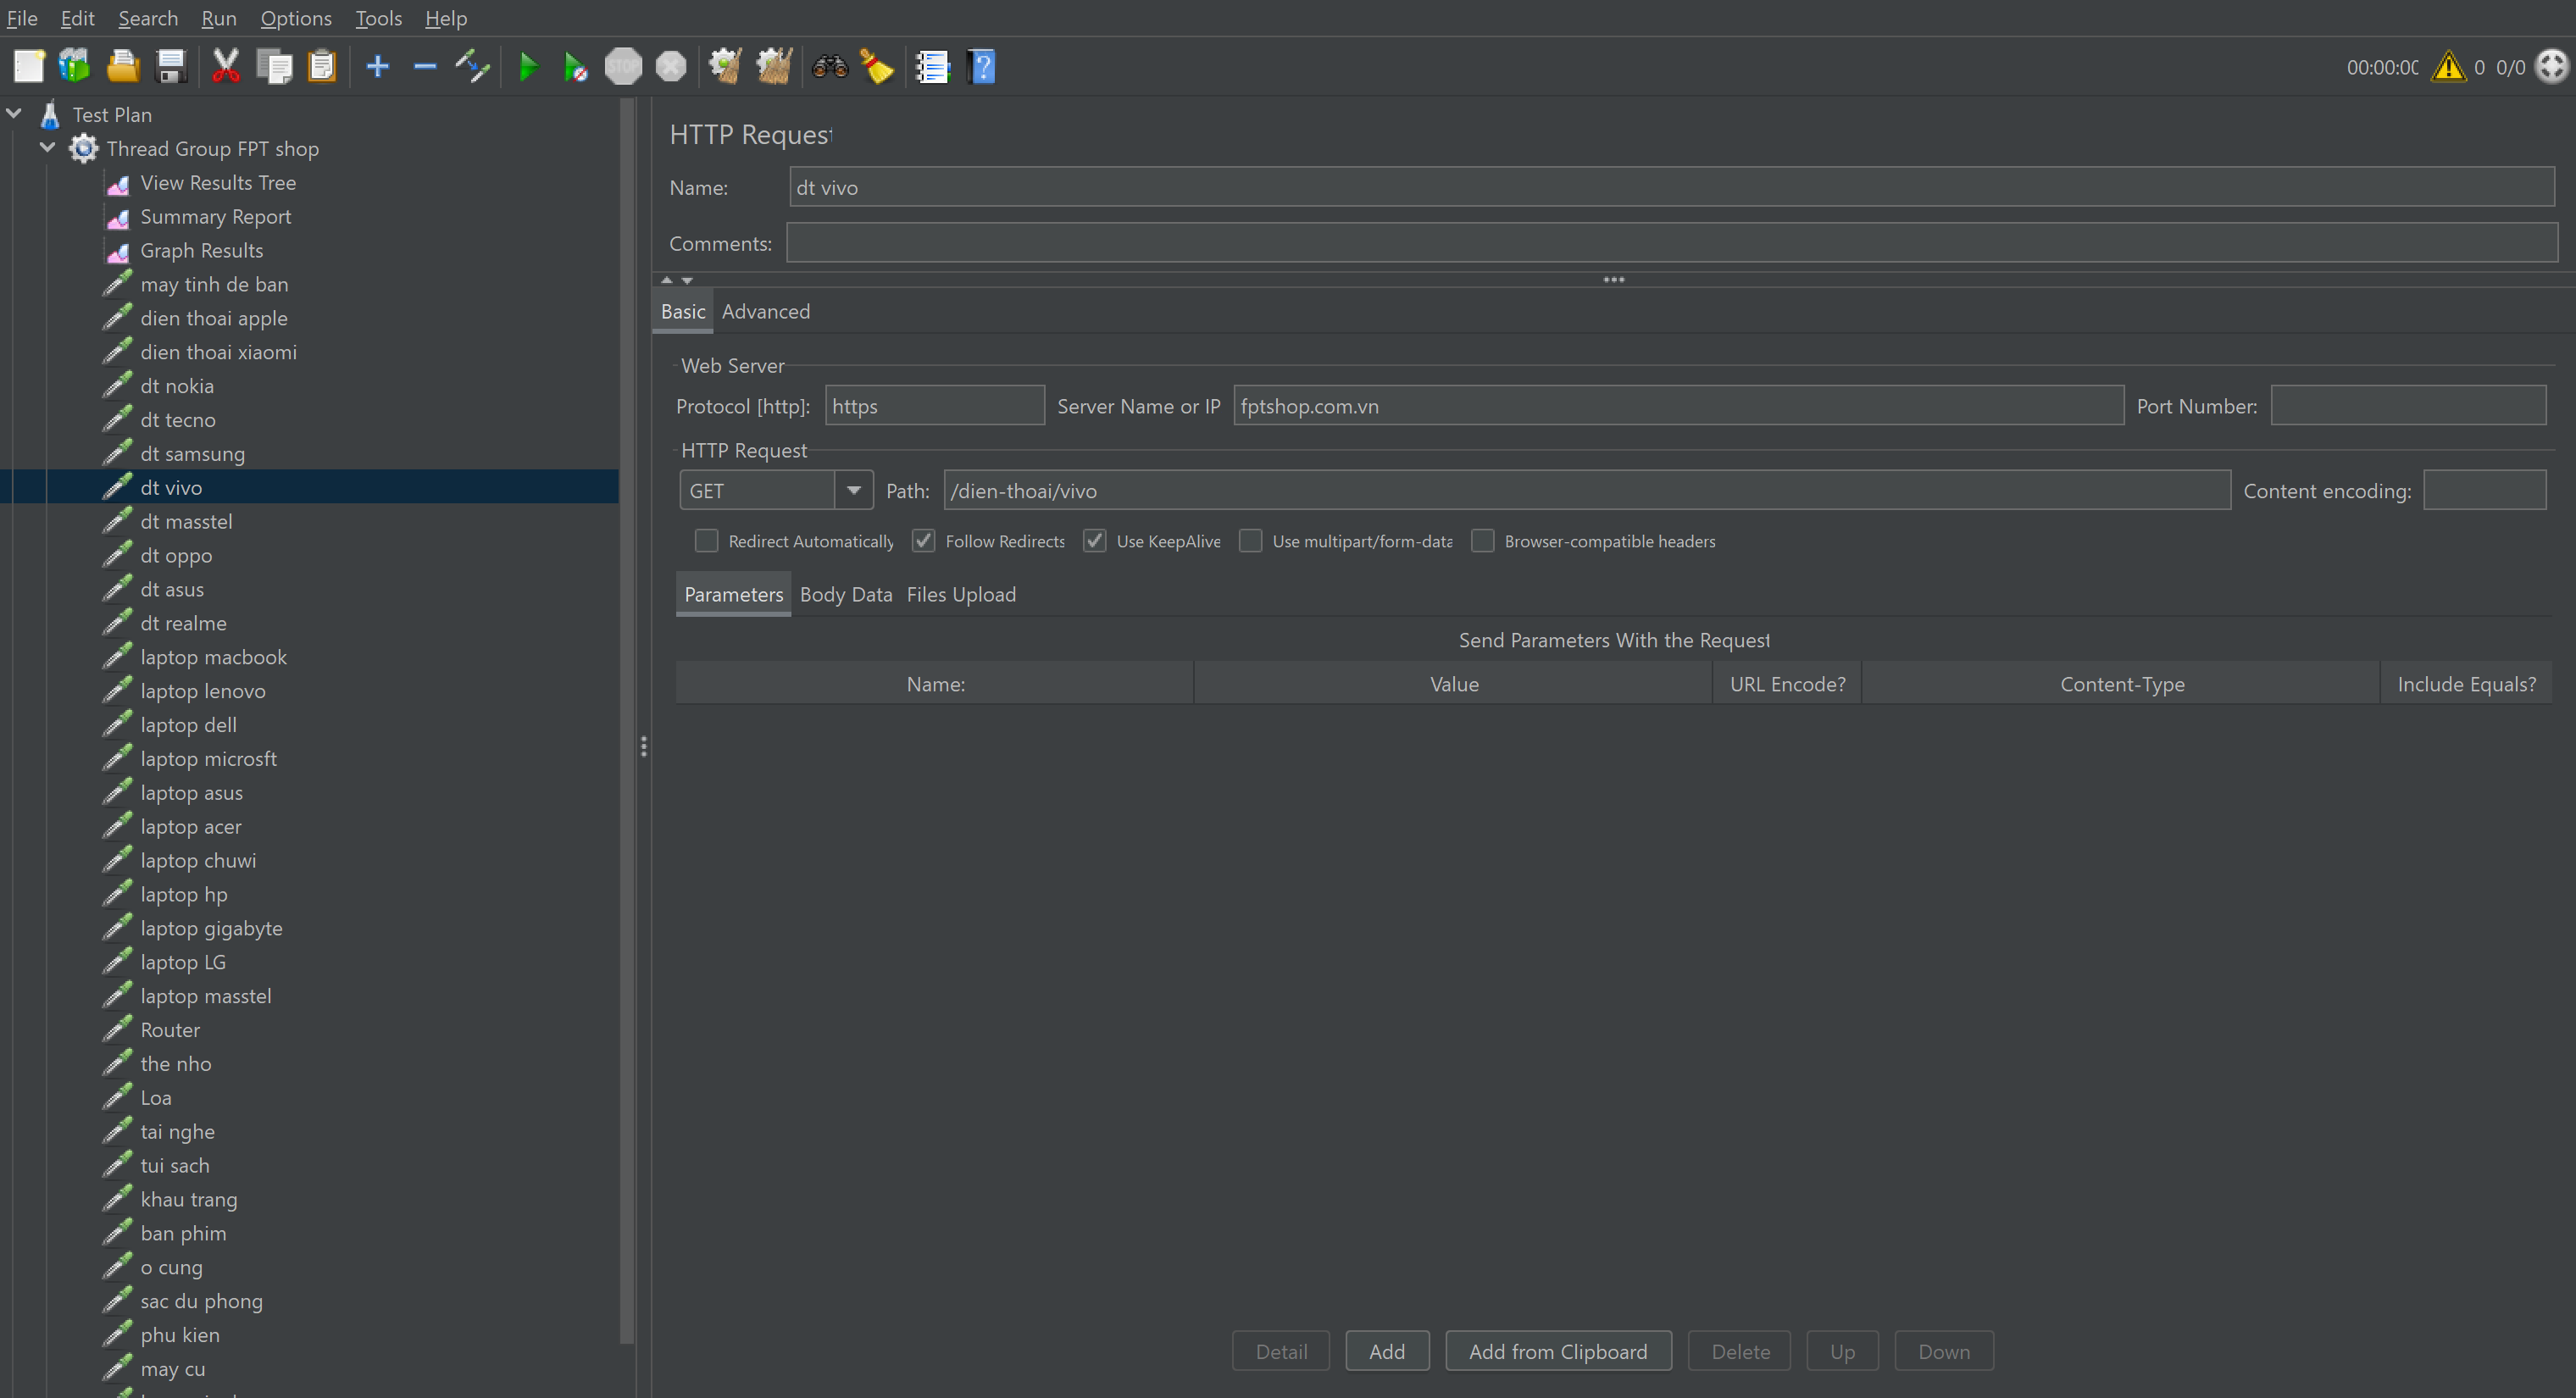 File Edit Search Run Options Tools Help
STOP
00:00:00 0 0/0
Test Plan
Thread Group FPT shop
View Results Tree
Summary Report
Graph Results
may tinh de ban
dien thoai apple
dien thoai xiaomi
dt nokia
dt tecno
dt samsung
dt vivo
dt masstel
dt oppo
dt asus
dt realme
laptop macbook
laptop lenovo
laptop dell
laptop microsft
laptop asus
laptop acer
laptop chuwi
laptop hp
laptop gigabyte
laptop LG
laptop masstel
Router
the nho
Loa
tai nghe
tui sach
khau trang
ban phim
o cung
sac du phong
phu kien
may cu
HTTP Request
Name: dt vivo
Comments:
Basic Advanced
Web Server
Protocol [http]: https Server Name or IP fptshop.com.vn Port Number:
HTTP Request
GET Path: /dien-thoai/vivo Content encoding:
Redirect Automatically Follow Redirects Use KeepAlive Use multipart/form-data Browser-compatible headers
Parameters Body Data Files Upload
Send Parameters With the Request
Name: Value URL Encode? Content-Type Include Equals?
Detail Add Add from Clipboard Delete Up Down